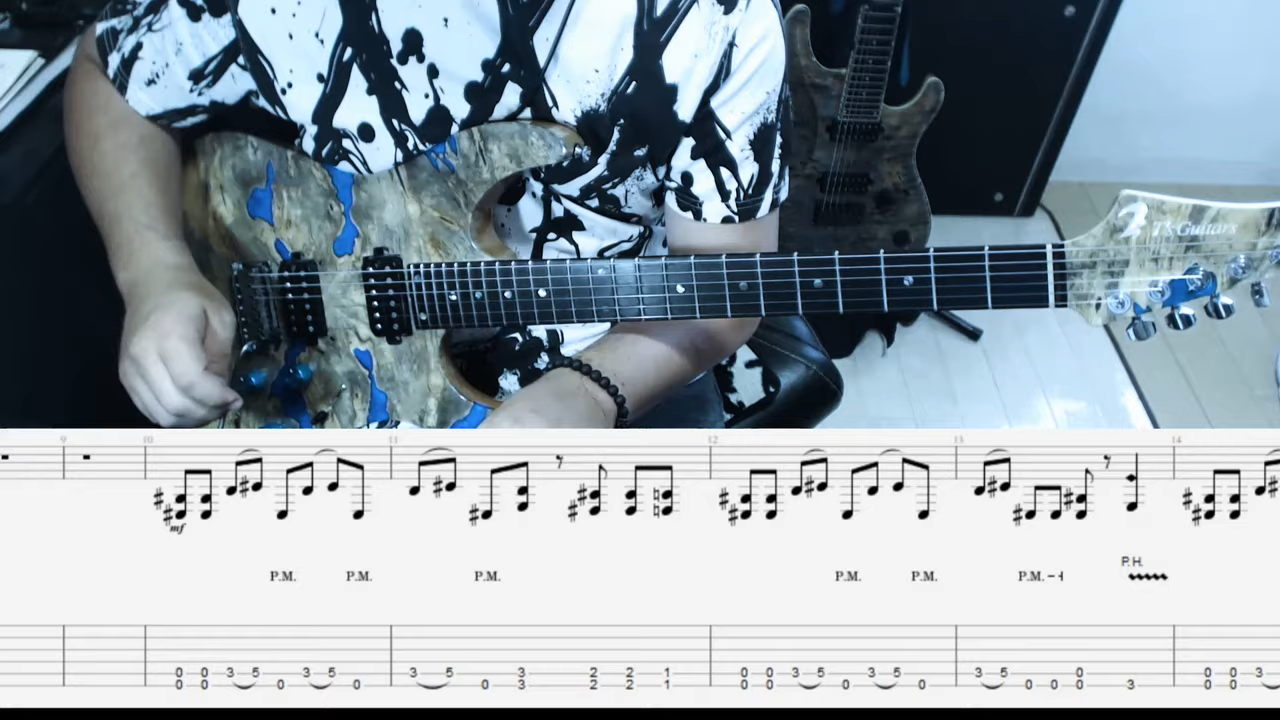 TS Guitars
9 10 11 12 13 14
mf
P.H.
P.M. P.M. P.M. P.M. P.M. P.M.
0 0 3 5 3 5 3 5 3 2 2 1 0 0 3 5 3 5 3 5 0 0 3
0 0 0 0 0 3 2 2 1 0 0 0 0 0 0 0 3 0 0